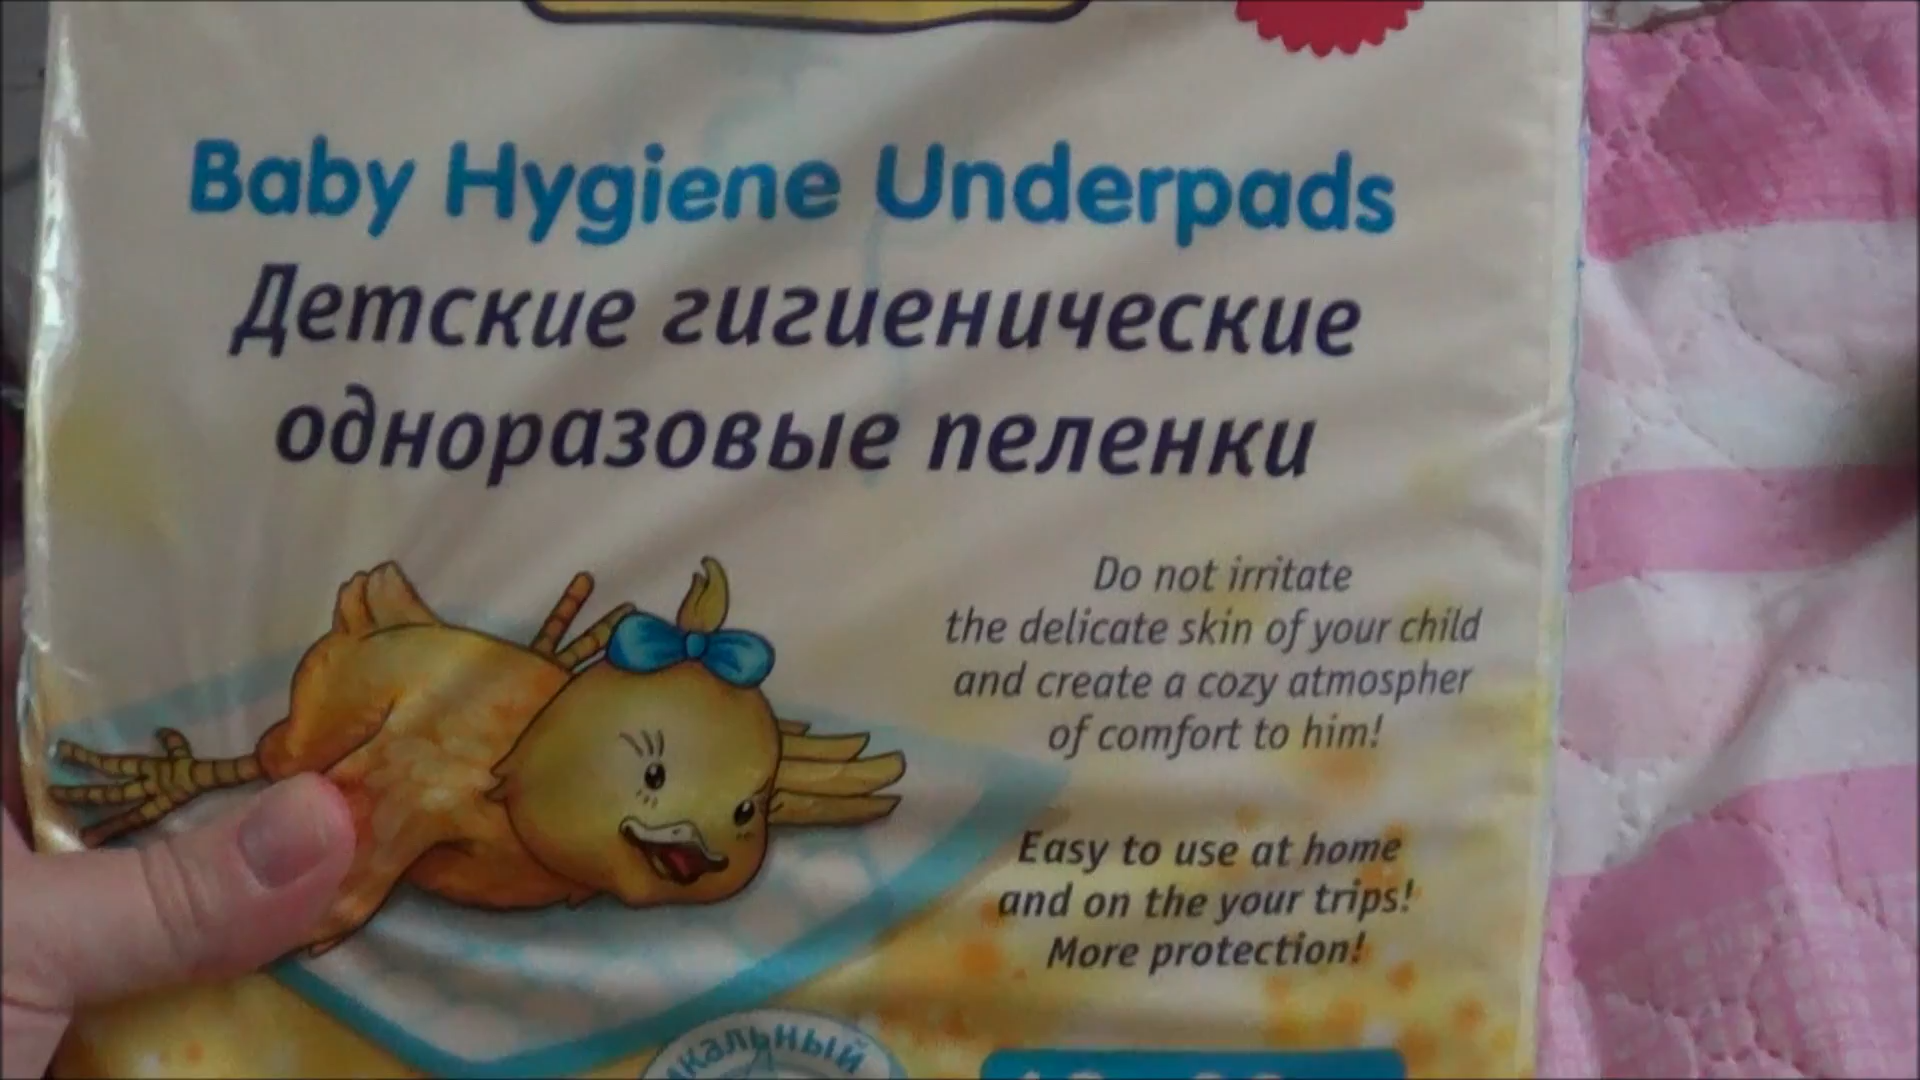 Baby Hygiene Underpads
Детские гигиенические
одноразовые пеленки
Do not irritate
the delicate skin of your child
and create a cozy atmospher
of comfort to him!
Easy to use at home
and on the your trips!
More protection!